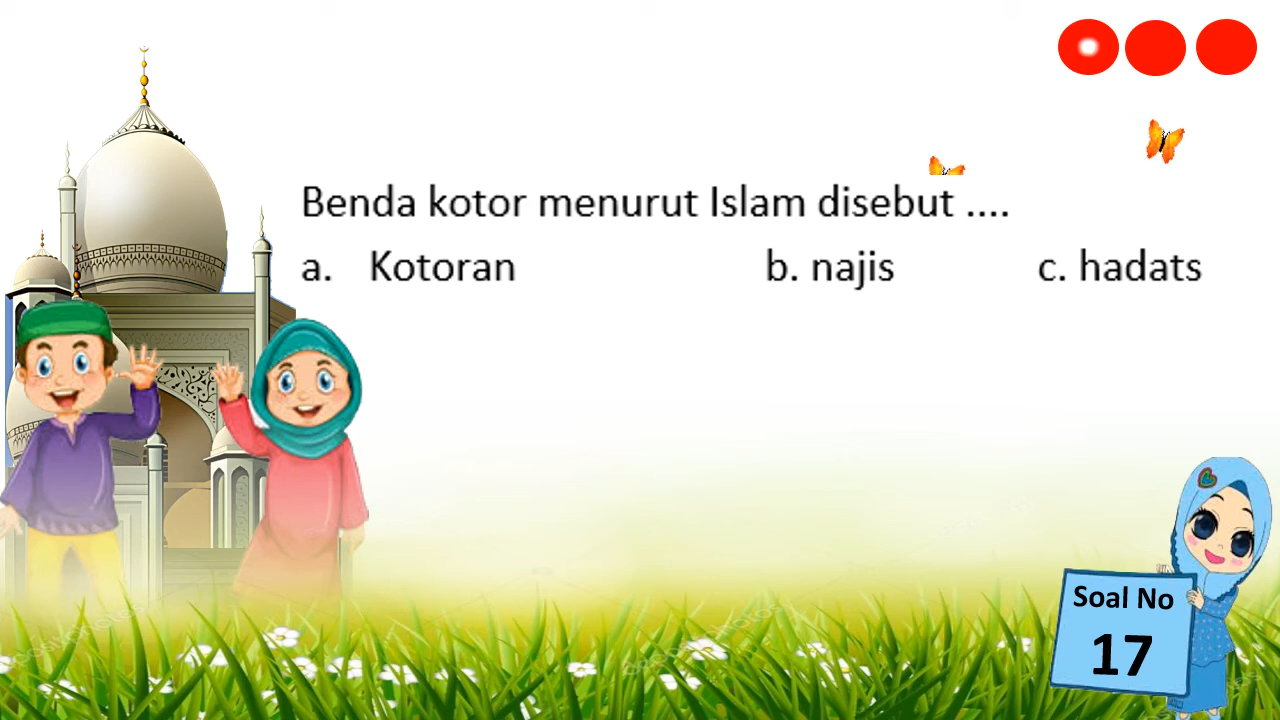 Benda kotor menurut Islam disebut ....
a. Kotoran b. najis c. hadats
Soal No
17